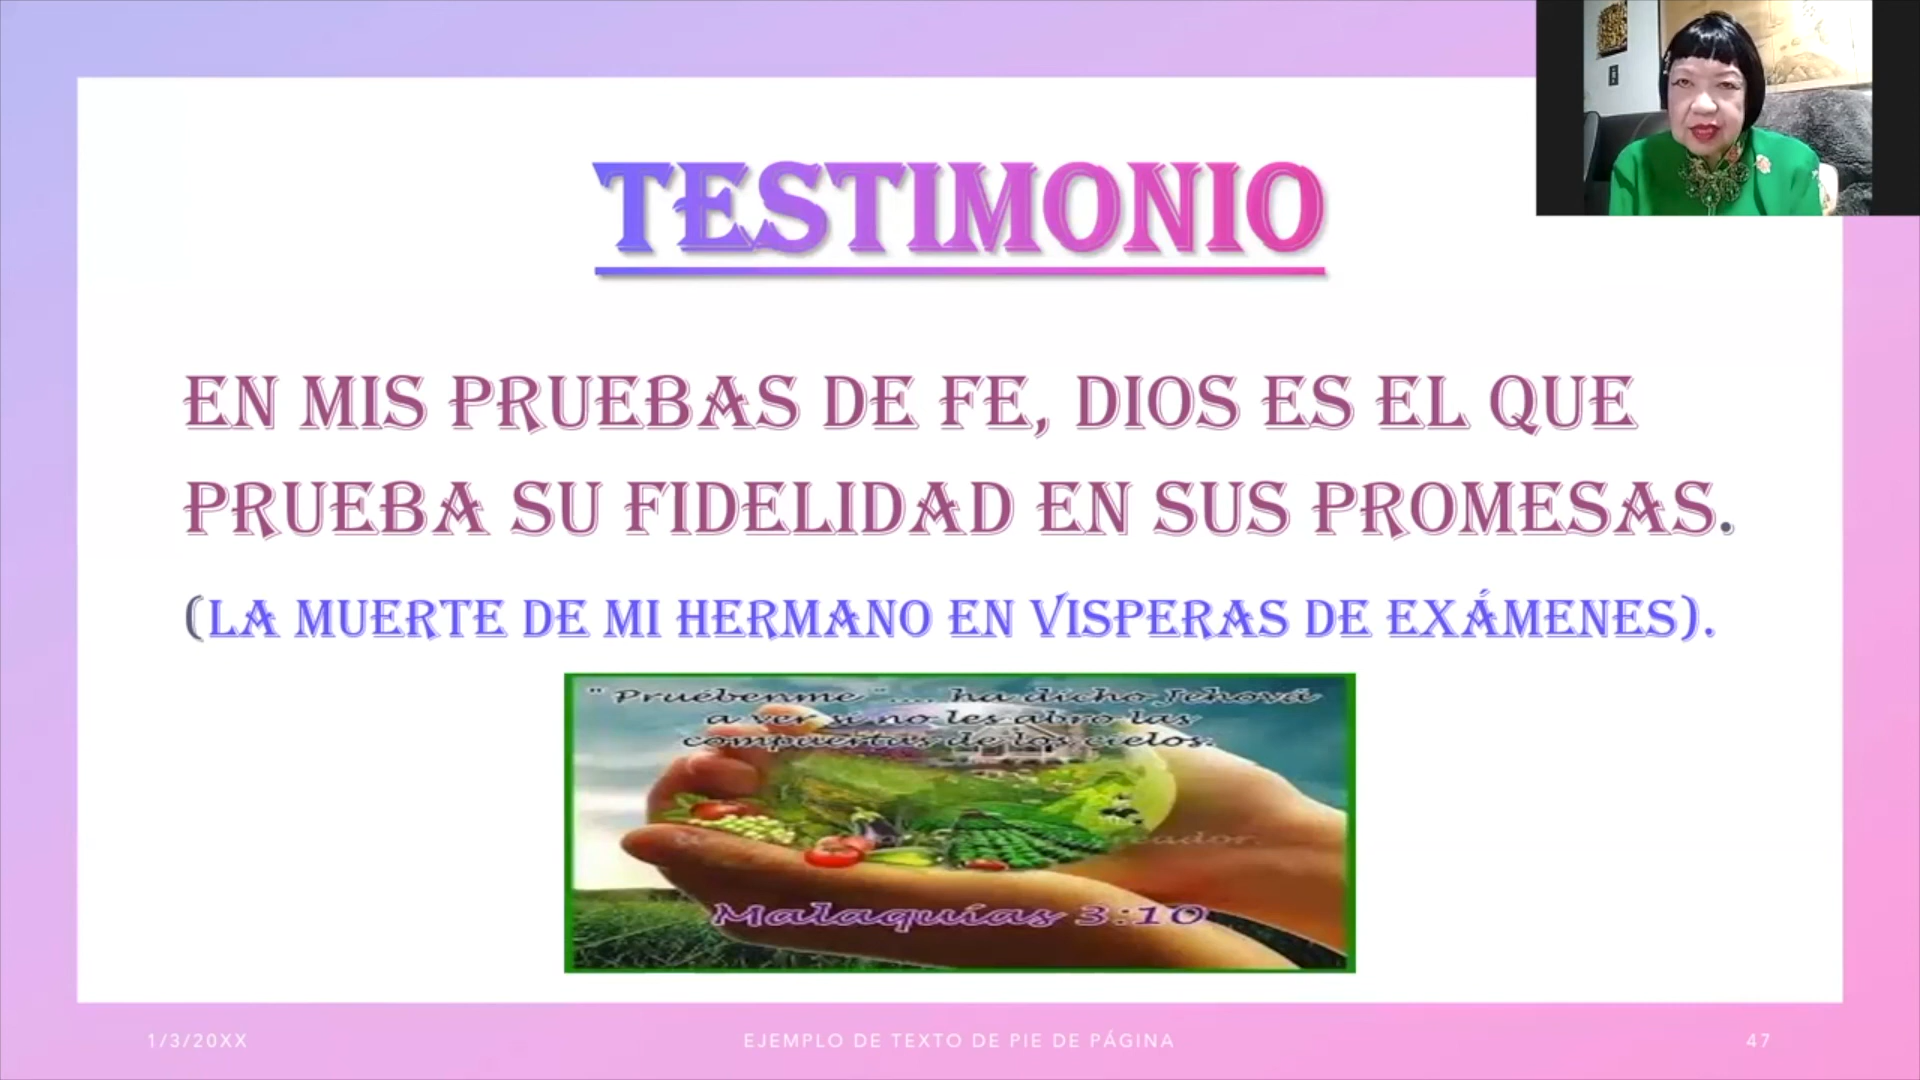 TESTIMONIO
EN MIS PRUEBAS DE FE, DIOS ES EL QUE
PRUEBA SU FIDELIDAD EN SUS PROMESAS.
(LA MUERTE DE MI HERMANO EN VISPERAS DE EXÁMENES).
"Pruébenme".... ha dicho Jehová
a ver si no les abro las
compuertas de los cielos.
Malaquías 3:10
1/3/20XX
EJEMPLO DE TEXTO DE PIE DE PÁGINA
47